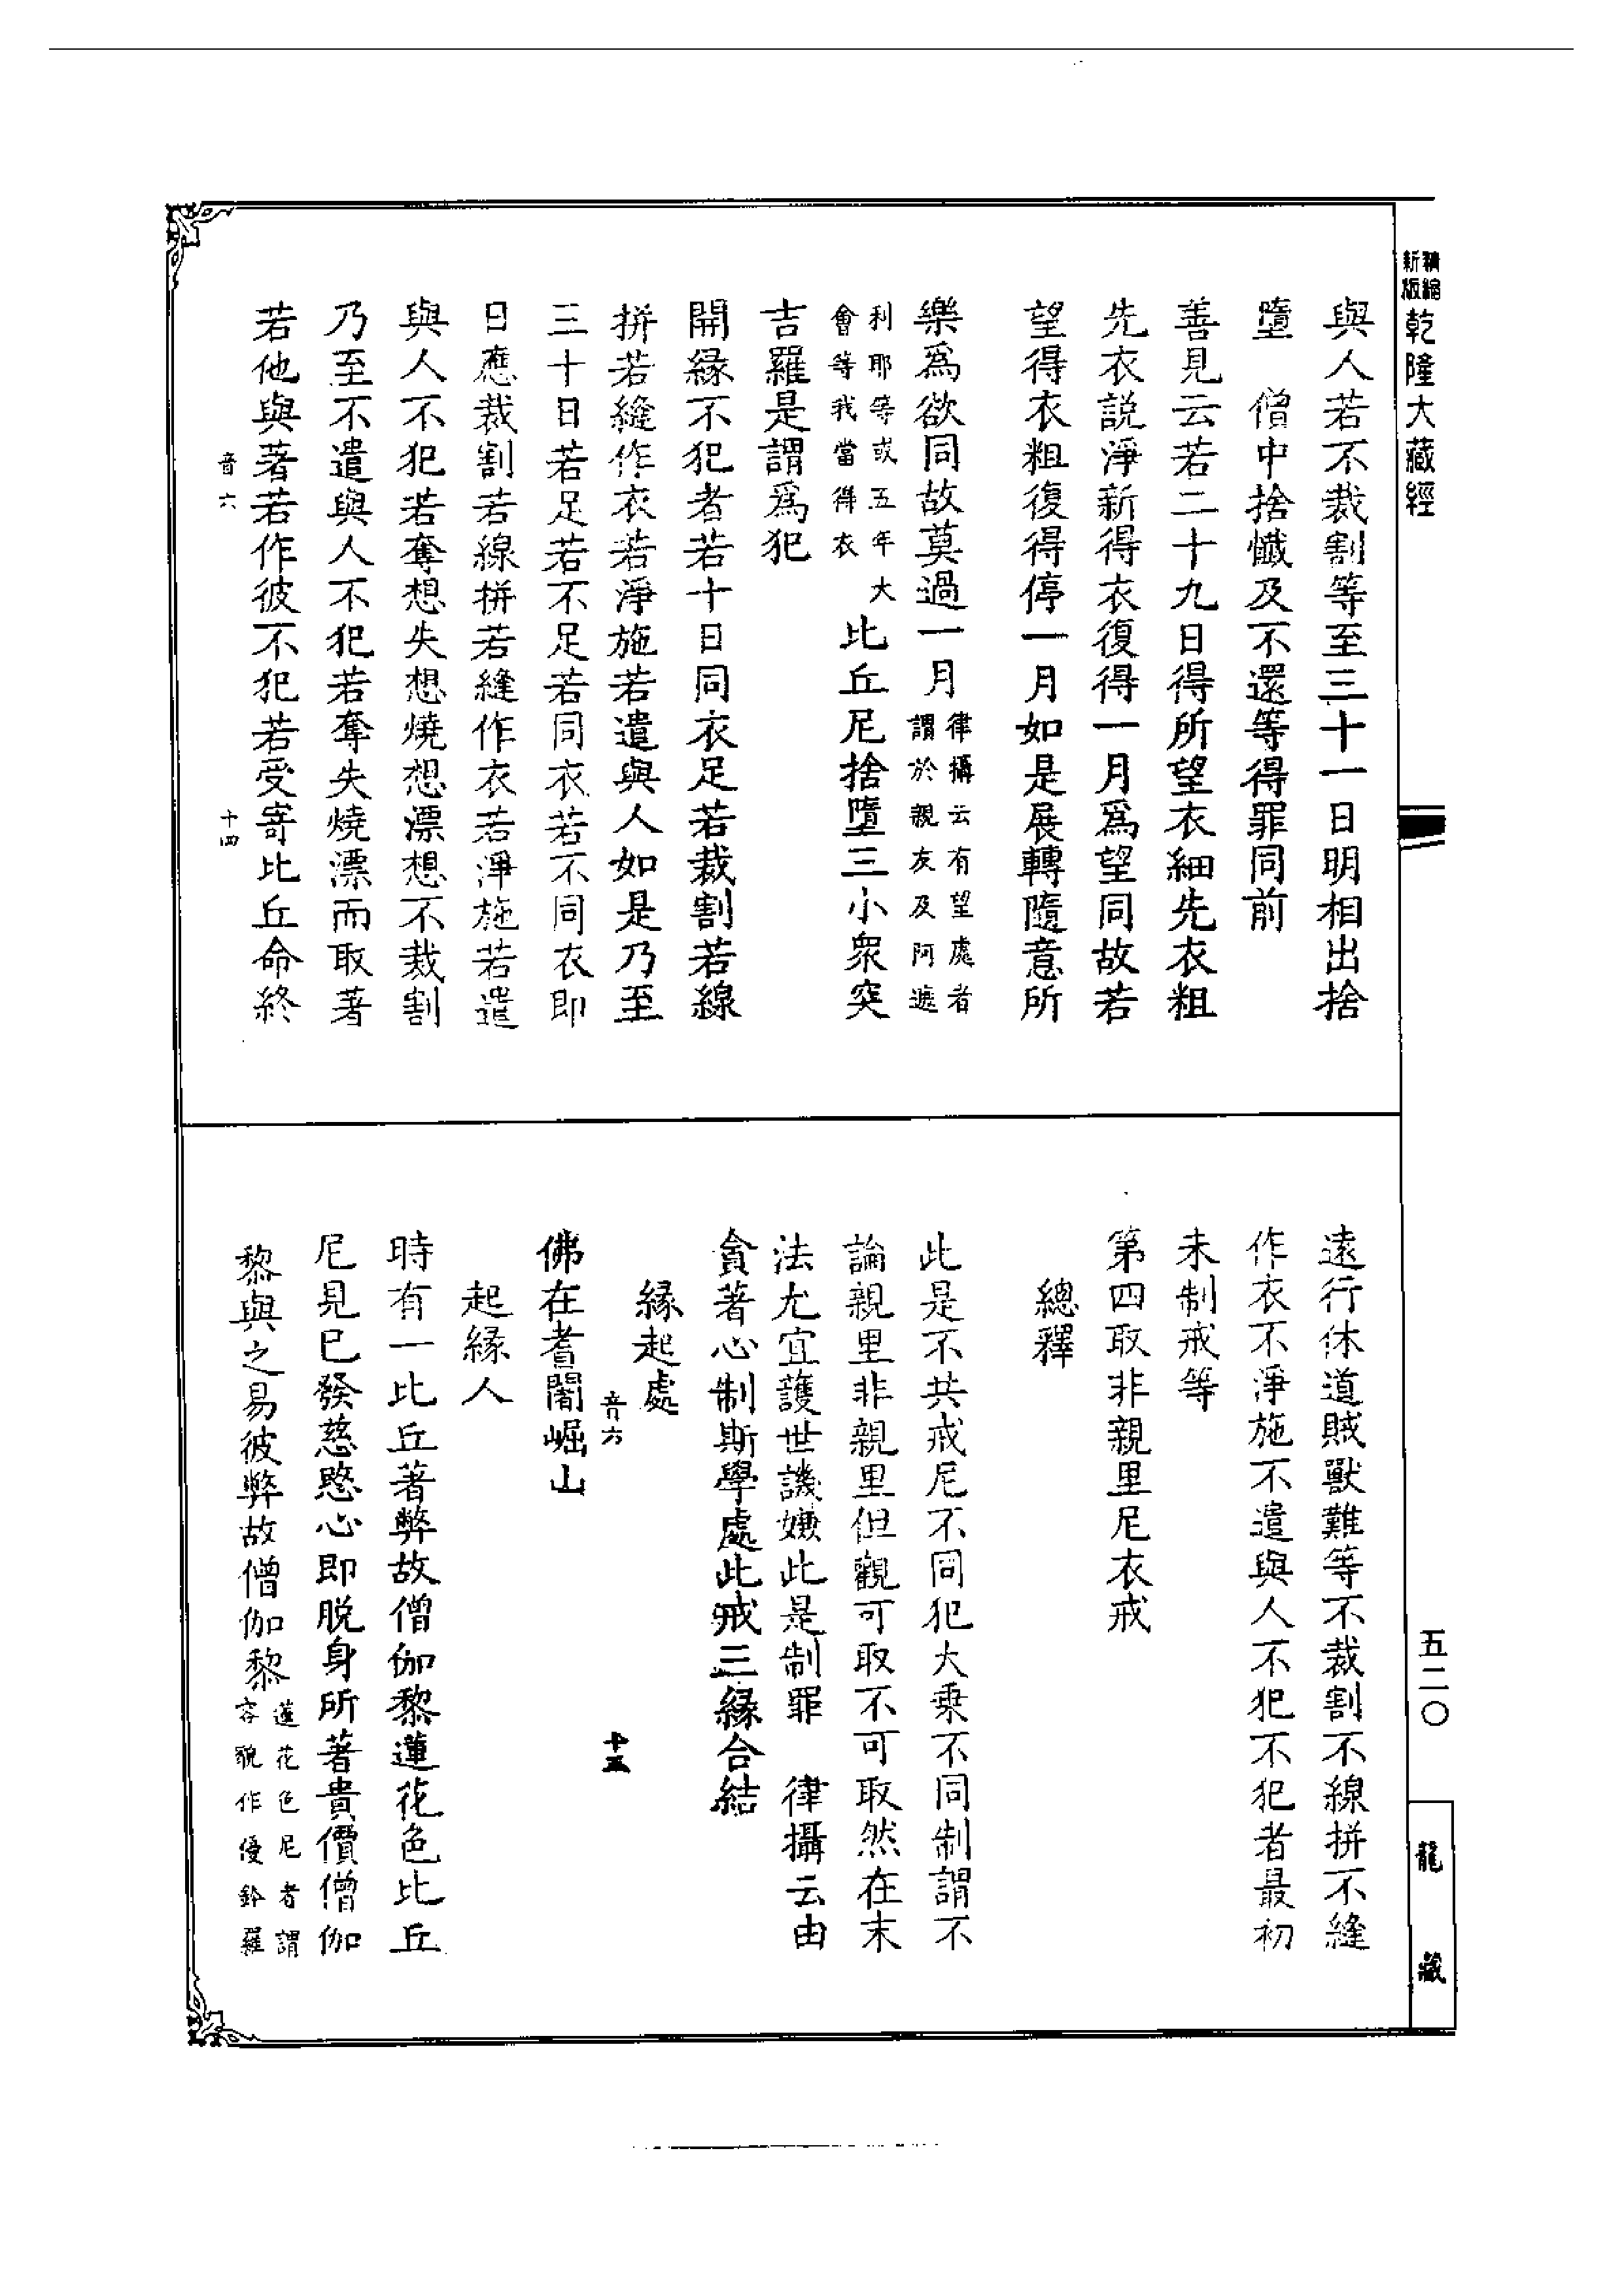 精縮新版乾隆大藏經
與人若不裁割等至三十一日明相出捨
墮　僧中捨懺及不還等得罪同前
善見云若二十九日得所望衣細先衣粗
先衣說淨新得衣復得一月爲望同故若
望得衣粗復得停一月如是展轉隨意所
樂爲欲同故莫過一月律攝云有望處者謂於親友及阿遮
利耶等或五年大會等我當得衣比丘尼捨墮三小衆突
吉羅是謂爲犯
開緣不犯者若十日同衣足若裁割若線
拼若縫作衣若淨施若遣與人如是乃至
三十日若足若不足若同衣若不同衣即
日應裁割若線拼若縫作衣若淨施若遣
與人不犯若奪想失想燒想漂想不裁割
乃至不遣與人不犯若奪失燒漂而取著
若他與著若作彼不犯若受寄比丘命終
音六　十四
遠行休道賊獸難等不裁割不線拼不縫
作衣不淨施不遣與人不犯不犯者最初
未制戒等
第四取非親里尼衣戒
總釋
此是不共戒尼不同犯大乘不同制謂不
論親里非親里但觀可取不可取然在末
法尤宜護世譏嫌此是制罪　律攝云由
貪著心制斯學處此戒三緣合結
緣起處
音六　十五
佛在耆闍崛山
起緣人
時有一比丘著弊故僧伽黎蓮花色比丘
尼見已發慈愍心即脫身所著貴價僧伽
黎與之易彼弊故僧伽黎蓮花色尼者謂容貌作優鉢羅
五二〇
龍藏